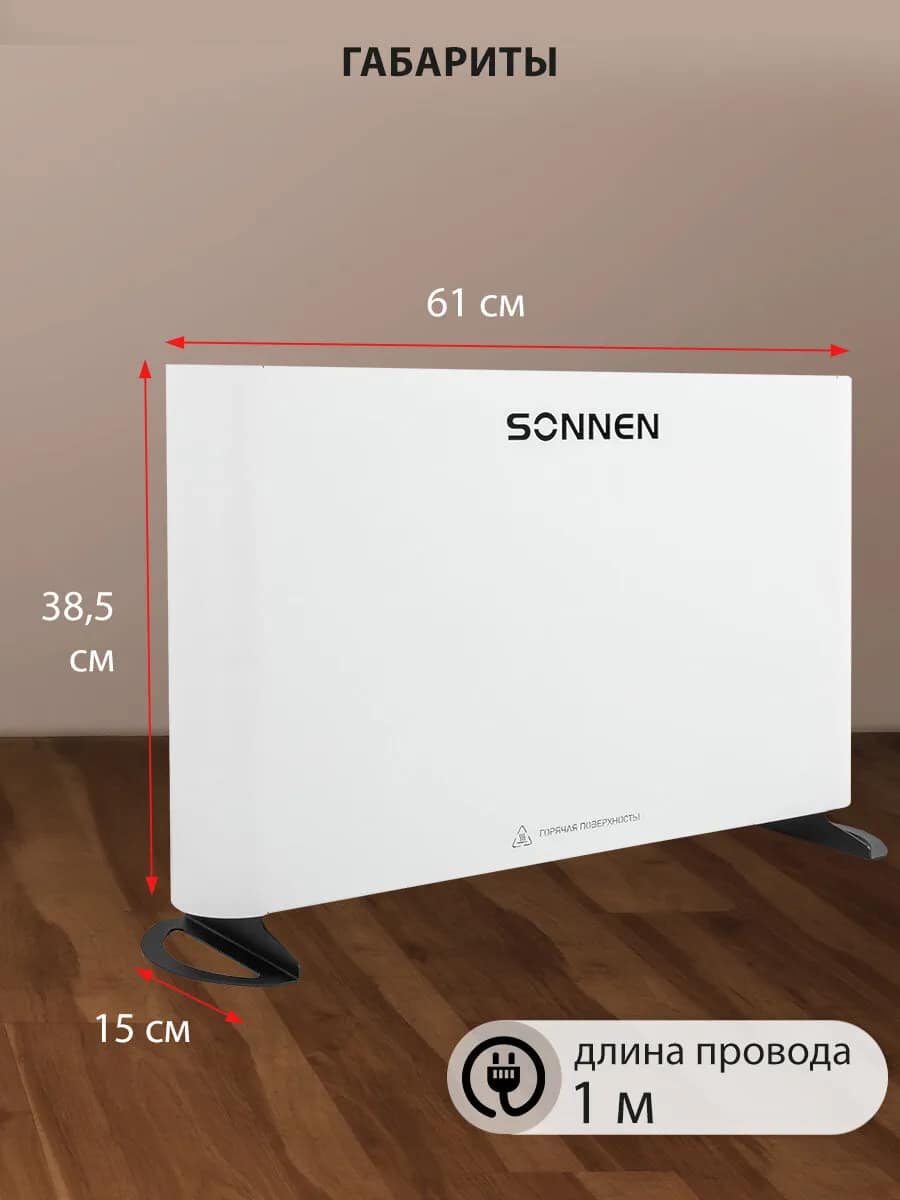 ГАБАРИТЫ
61 см
SONNEN
38,5
см
ГОРЯЧАЯ ПОВЕРХНОСТЬ!
15 см
длина провода
1 м